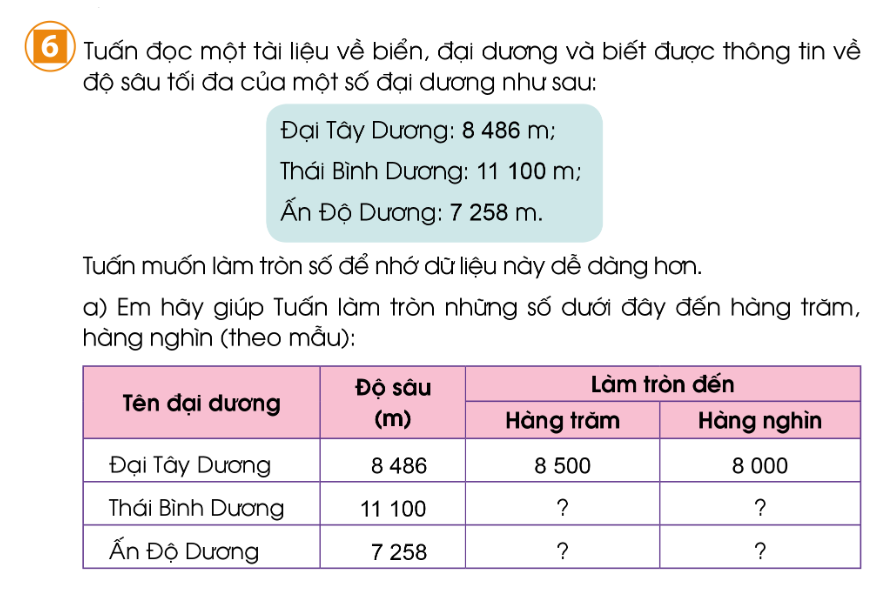 6 Tuấn đọc một tài liệu về biển, đại dương và biết được thông tin về
độ sâu tối đa của một số đại dương như sau:
Đại Tây Dương: 8 486 m;
Thái Bình Dương: 11 100 m;
Ấn Độ Dương: 7 258 m.
Tuấn muốn làm tròn số để nhớ dữ liệu này dễ dàng hơn.
a) Em hãy giúp Tuấn làm tròn những số dưới đây đến hàng trăm,
hàng nghìn (theo mẫu):
Tên đại dương Độ sâu (m) Làm tròn đến
Hàng trăm Hàng nghìn
Đại Tây Dương 8 486 8 500 8 000
Thái Bình Dương 11 100 ? ?
Ấn Độ Dương 7 258 ? ?